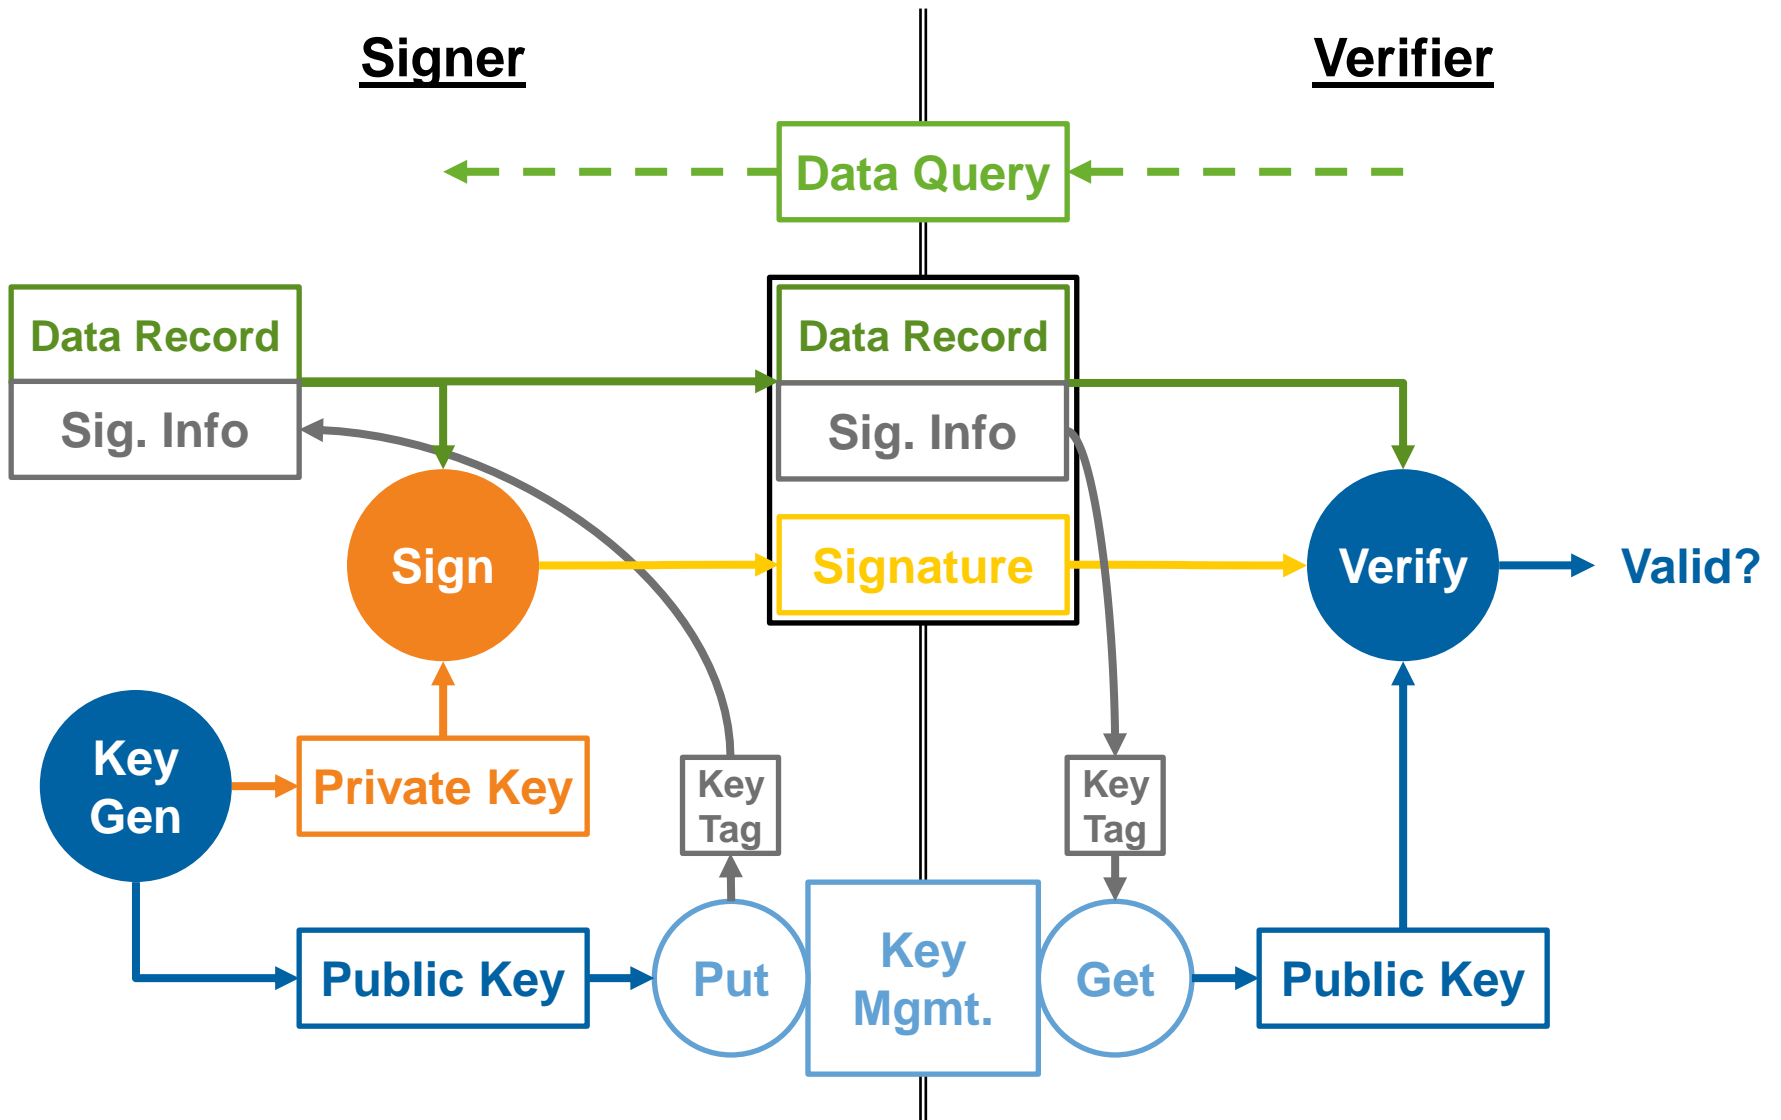 Signer
Verifier
Data Query
Data Record
Data Record
Sig. Info
Sig. Info
Sign
Signature
Verify
Valid?
Key
Gen
Private Key
Key
Tag
Key
Tag
Public Key
Put
Key
Mgmt.
Get
Public Key